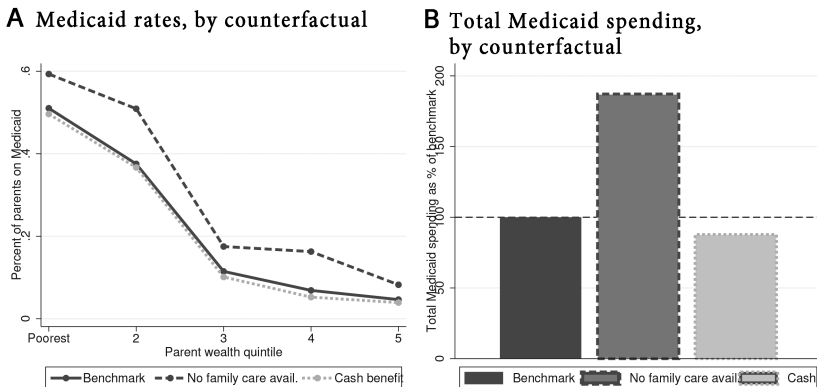 A Medicaid rates, by counterfactual
Percent of parents on Medicaid
.6
.4
.2
0
Poorest 2 3 4 5
Parent wealth quintile
Benchmark No family care avail. Cash benefit
B Total Medicaid spending,
by counterfactual
Total Medicaid spending as % of benchmark
200
150
100
50
0
Benchmark No family care avail. Cash